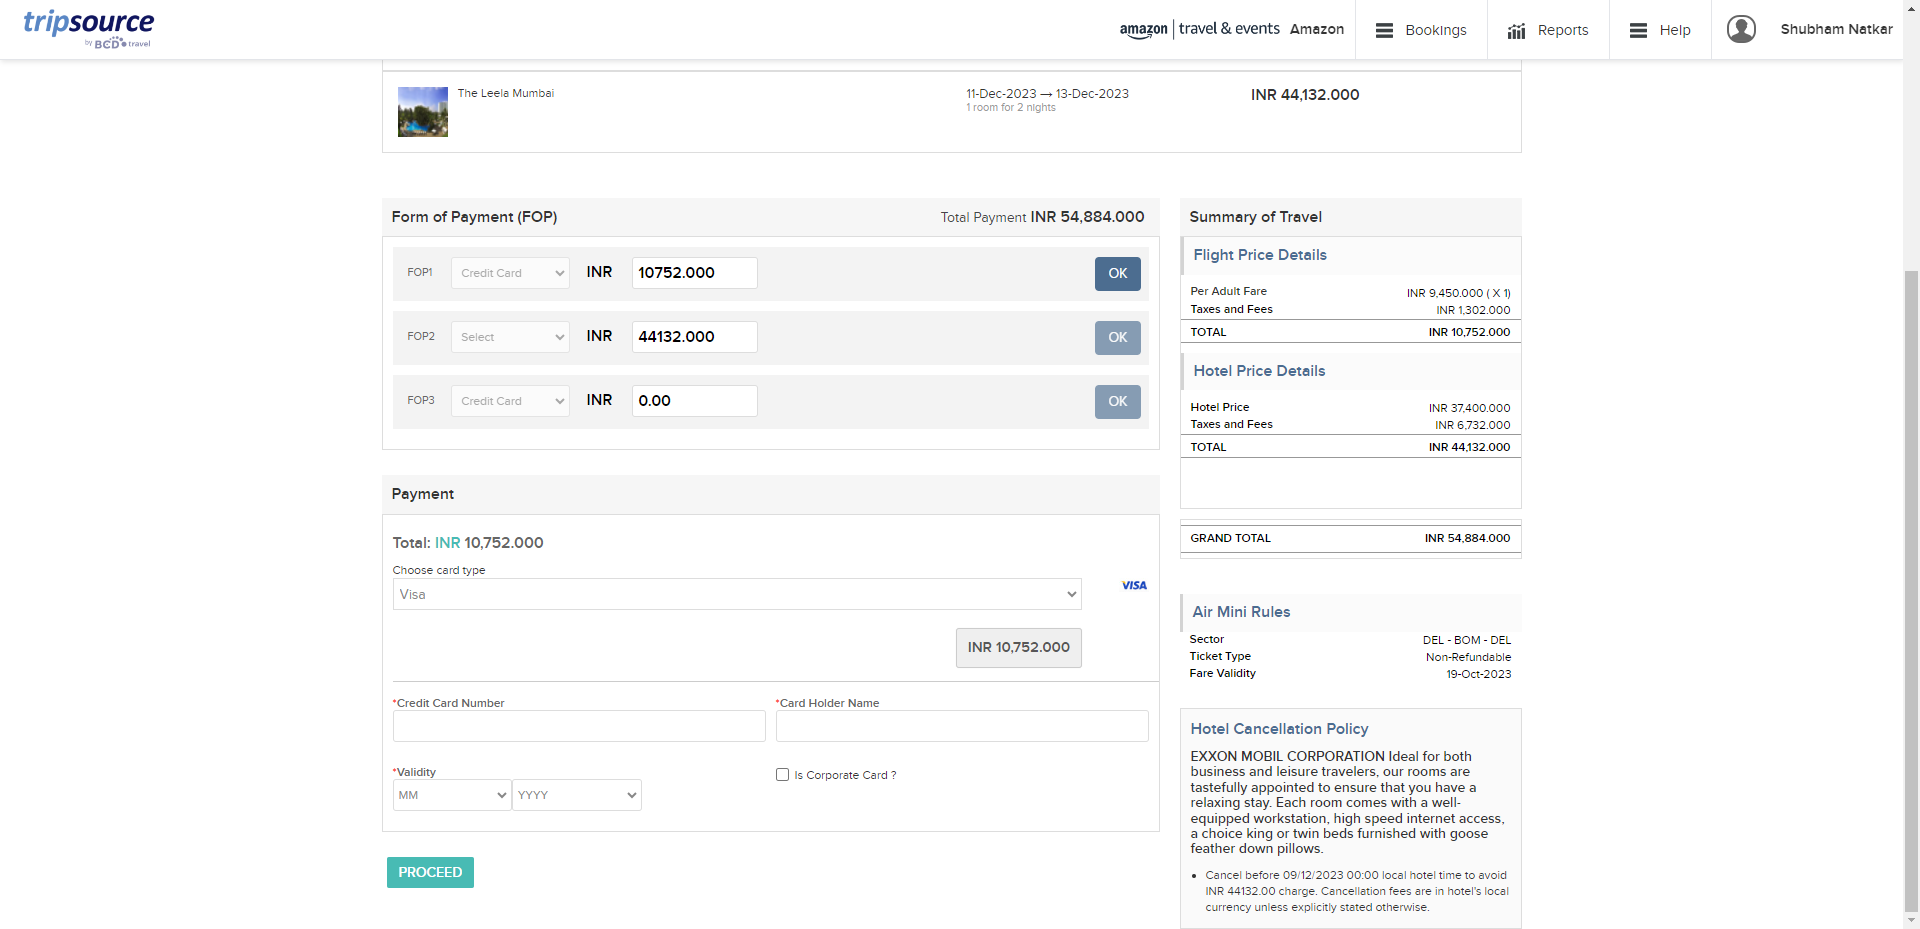 tripsource
by BCD travel
amazon | travel & events Amazon
Bookings
Reports
Help
Shubham Natkar
The Leela Mumbai
11-Dec-2023 → 13-Dec-2023
1 room for 2 nights
INR 44,132.000
Form of Payment (FOP)
Total Payment INR 54,884.000
FOP1 Credit Card INR 10752.000 OK
FOP2 Select INR 44132.000 OK
FOP3 Credit Card INR 0.00 OK
Payment
Total: INR 10,752.000
Choose card type
Visa
VISA
INR 10,752.000
*Credit Card Number
*Card Holder Name
*Validity
MM YYYY
Is Corporate Card ?
PROCEED
Summary of Travel
Flight Price Details
Per Adult Fare INR 9,450.000 ( X 1)
Taxes and Fees INR 1,302.000
TOTAL INR 10,752.000
Hotel Price Details
Hotel Price INR 37,400.000
Taxes and Fees INR 6,732.000
TOTAL INR 44,132.000
GRAND TOTAL INR 54,884.000
Air Mini Rules
Sector DEL - BOM - DEL
Ticket Type Non-Refundable
Fare Validity 19-Oct-2023
Hotel Cancellation Policy
EXXON MOBIL CORPORATION Ideal for both
business and leisure travelers, our rooms are
tastefully appointed to ensure that you have a
relaxing stay. Each room comes with a well-
equipped workstation, high speed internet access,
a choice king or twin beds furnished with goose
feather down pillows.
• Cancel before 09/12/2023 00:00 local hotel time to avoid
INR 44132.00 charge. Cancellation fees are in hotel's local
currency unless explicitly stated otherwise.